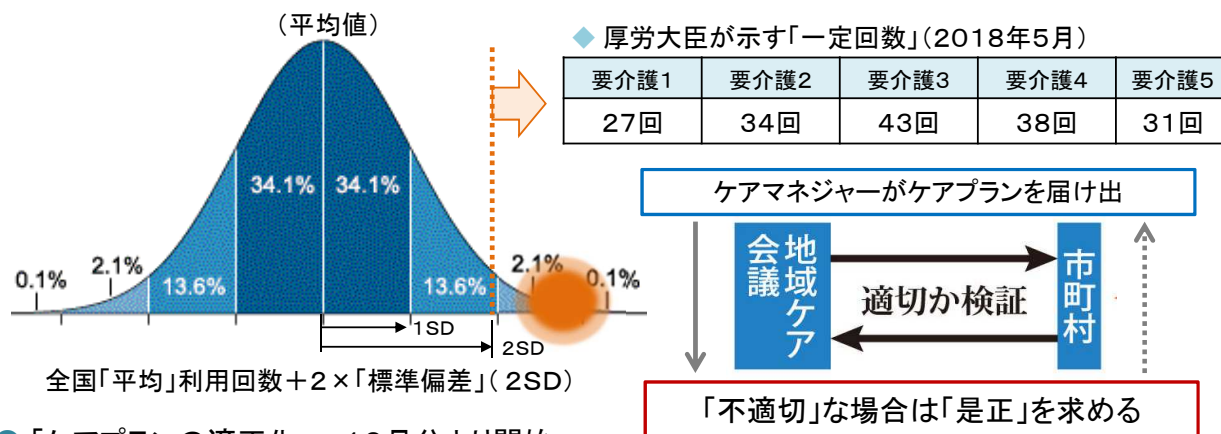 (平均値)
34.1%
34.1%
0.1%
2.1%
13.6%
13.6%
2.1%
0.1%
1SD
2SD
全国「平均」利用回数+2×「標準偏差」(2SD)
◆ 厚労大臣が示す「一定回数」(2018年5月)
要介護1 要介護2 要介護3 要介護4 要介護5
27回 34回 43回 38回 31回
ケアマネジャーがケアプランを届け出
地域ケア
会議
適切か検証
市町村
「不適切」な場合は「是正」を求める